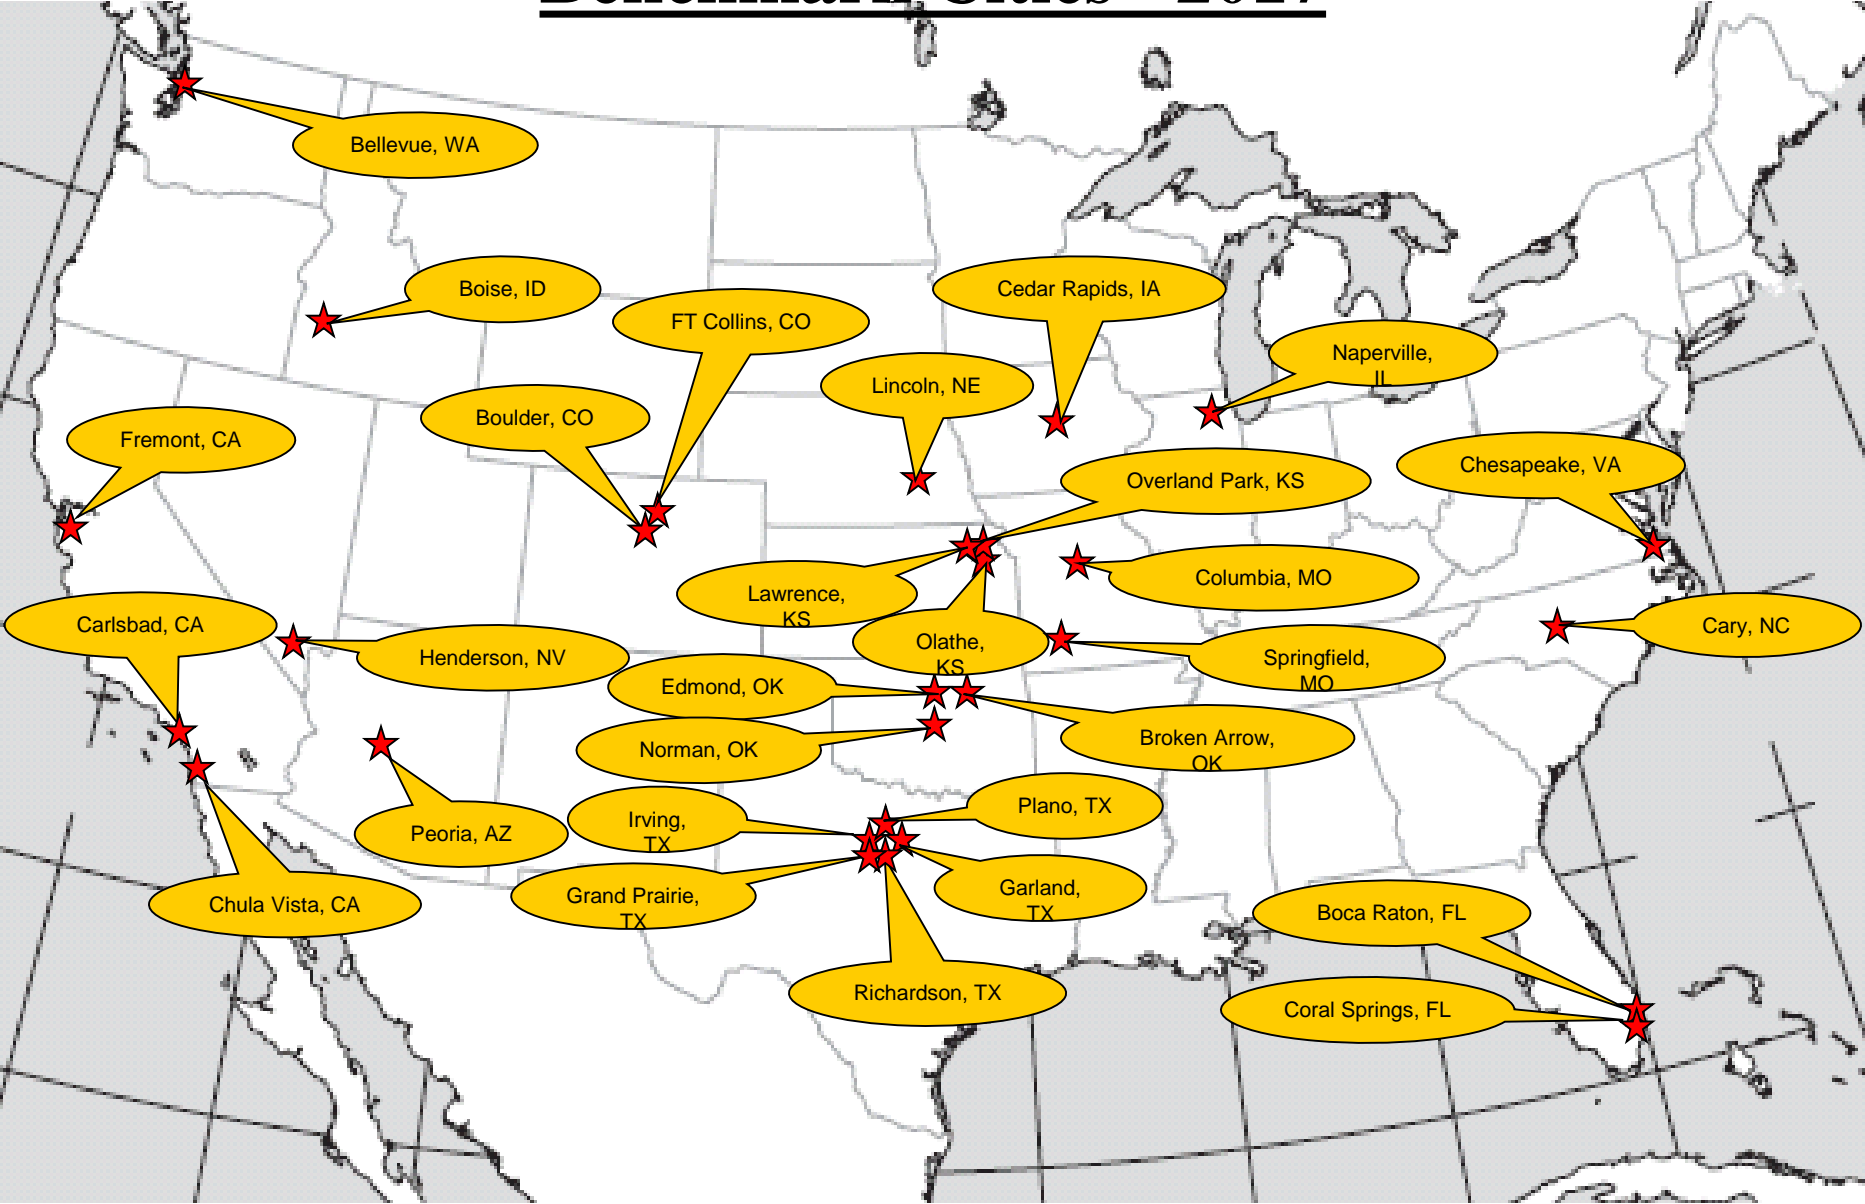 Benchmark Cities - 2017
Bellevue, WA
Boise, ID
Cedar Rapids, IA
FT Collins, CO
Naperville,
IL
Lincoln, NE
Boulder, CO
Fremont, CA
Chesapeake, VA
Overland Park, KS
Columbia, MO
Lawrence,
KS
Carlsbad, CA
Cary, NC
Olathe,
KS
Henderson, NV
Springfield,
MO
Edmond, OK
Broken Arrow,
OK
Norman, OK
Plano, TX
Irving,
TX
Peoria, AZ
Garland,
TX
Grand Prairie,
TX
Chula Vista, CA
Boca Raton, FL
Richardson, TX
Coral Springs, FL